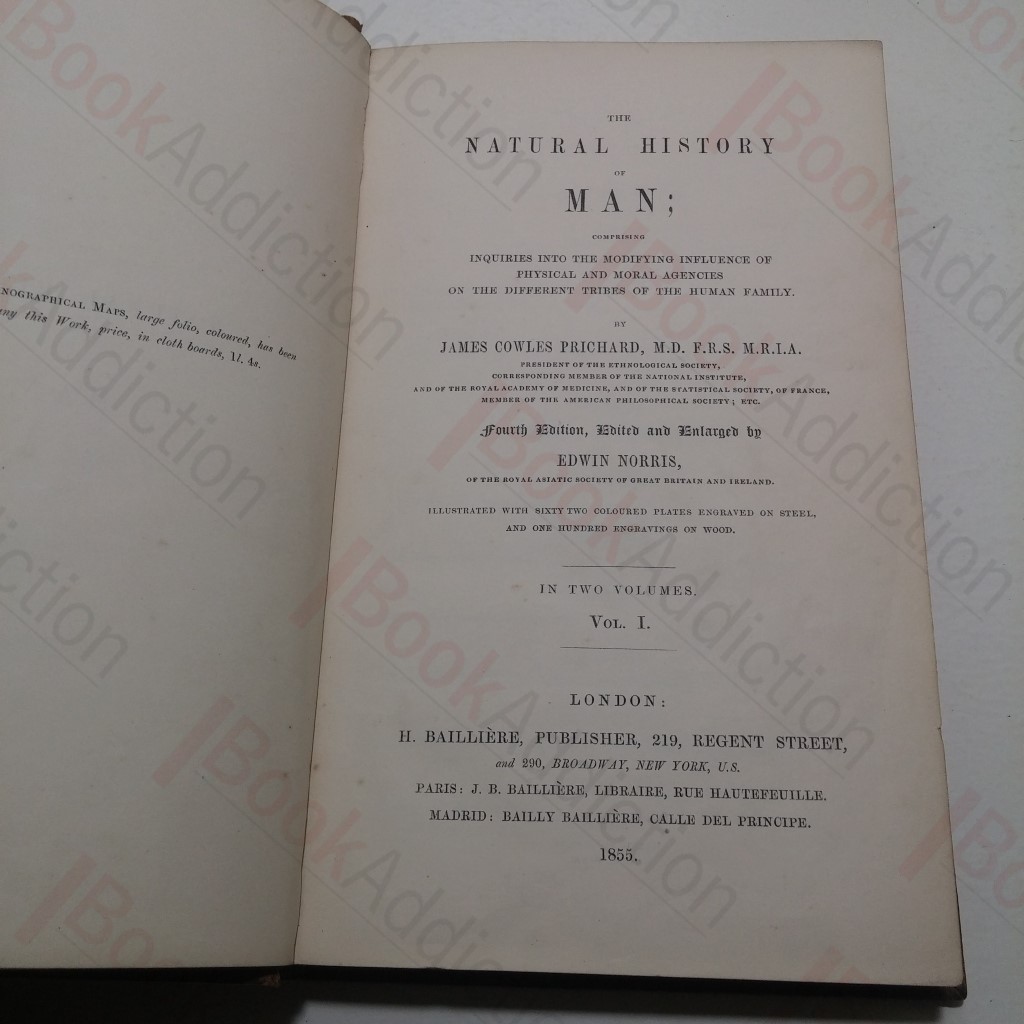 NOGRAPHICAL MAPS, large folio, coloured, has been
any this Work, price, in cloth boards, 1l. 4s.
THE
NATURAL HISTORY
OF
MAN;
COMPRISING
INQUIRIES INTO THE MODIFYING INFLUENCE OF
PHYSICAL AND MORAL AGENCIES
ON THE DIFFERENT TRIBES OF THE HUMAN FAMILY.
BY
JAMES COWLES PRICHARD, M.D. F.R.S. M.R.I.A.
PRESIDENT OF THE ETHNOLOGICAL SOCIETY,
CORRESPONDING MEMBER OF THE NATIONAL INSTITUTE,
AND OF THE ROYAL ACADEMY OF MEDICINE, AND OF THE STATISTICAL SOCIETY, OF FRANCE,
MEMBER OF THE AMERICAN PHILOSOPHICAL SOCIETY; ETC.
Fourth Edition, Edited and Enlarged by
EDWIN NORRIS,
OF THE ROYAL ASIATIC SOCIETY OF GREAT BRITAIN AND IRELAND.
ILLUSTRATED WITH SIXTY TWO COLOURED PLATES ENGRAVED ON STEEL,
AND ONE HUNDRED ENGRAVINGS ON WOOD.
IN TWO VOLUMES.
VOL. I.
LONDON:
H. BAILLIÈRE, PUBLISHER, 219, REGENT STREET,
and 290, BROADWAY, NEW YORK, U.S.
PARIS: J. B. BAILLIÈRE, LIBRAIRE, RUE HAUTEFEUILLE.
MADRID: BAILLY BAILLIÈRE, CALLE DEL PRINCIPE.
1855.
BookAddiction